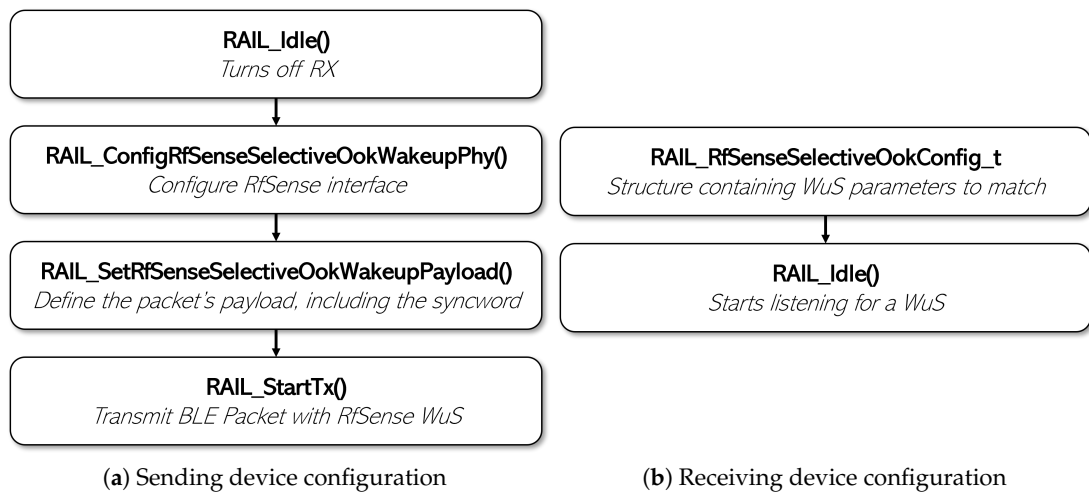 RAIL_Idle()
Turns off RX
RAIL_ConfigRfSenseSelectiveOokWakeupPhy()
Configure RfSense interface
RAIL_SetRfSenseSelectiveOokWakeupPayload()
Define the packet's payload, including the syncword
RAIL_StartTx()
Transmit BLE Packet with RfSense WuS
(a) Sending device configuration
RAIL_RfSenseSelectiveOokConfig_t
Structure containing WuS parameters to match
RAIL_Idle()
Starts listening for a WuS
(b) Receiving device configuration